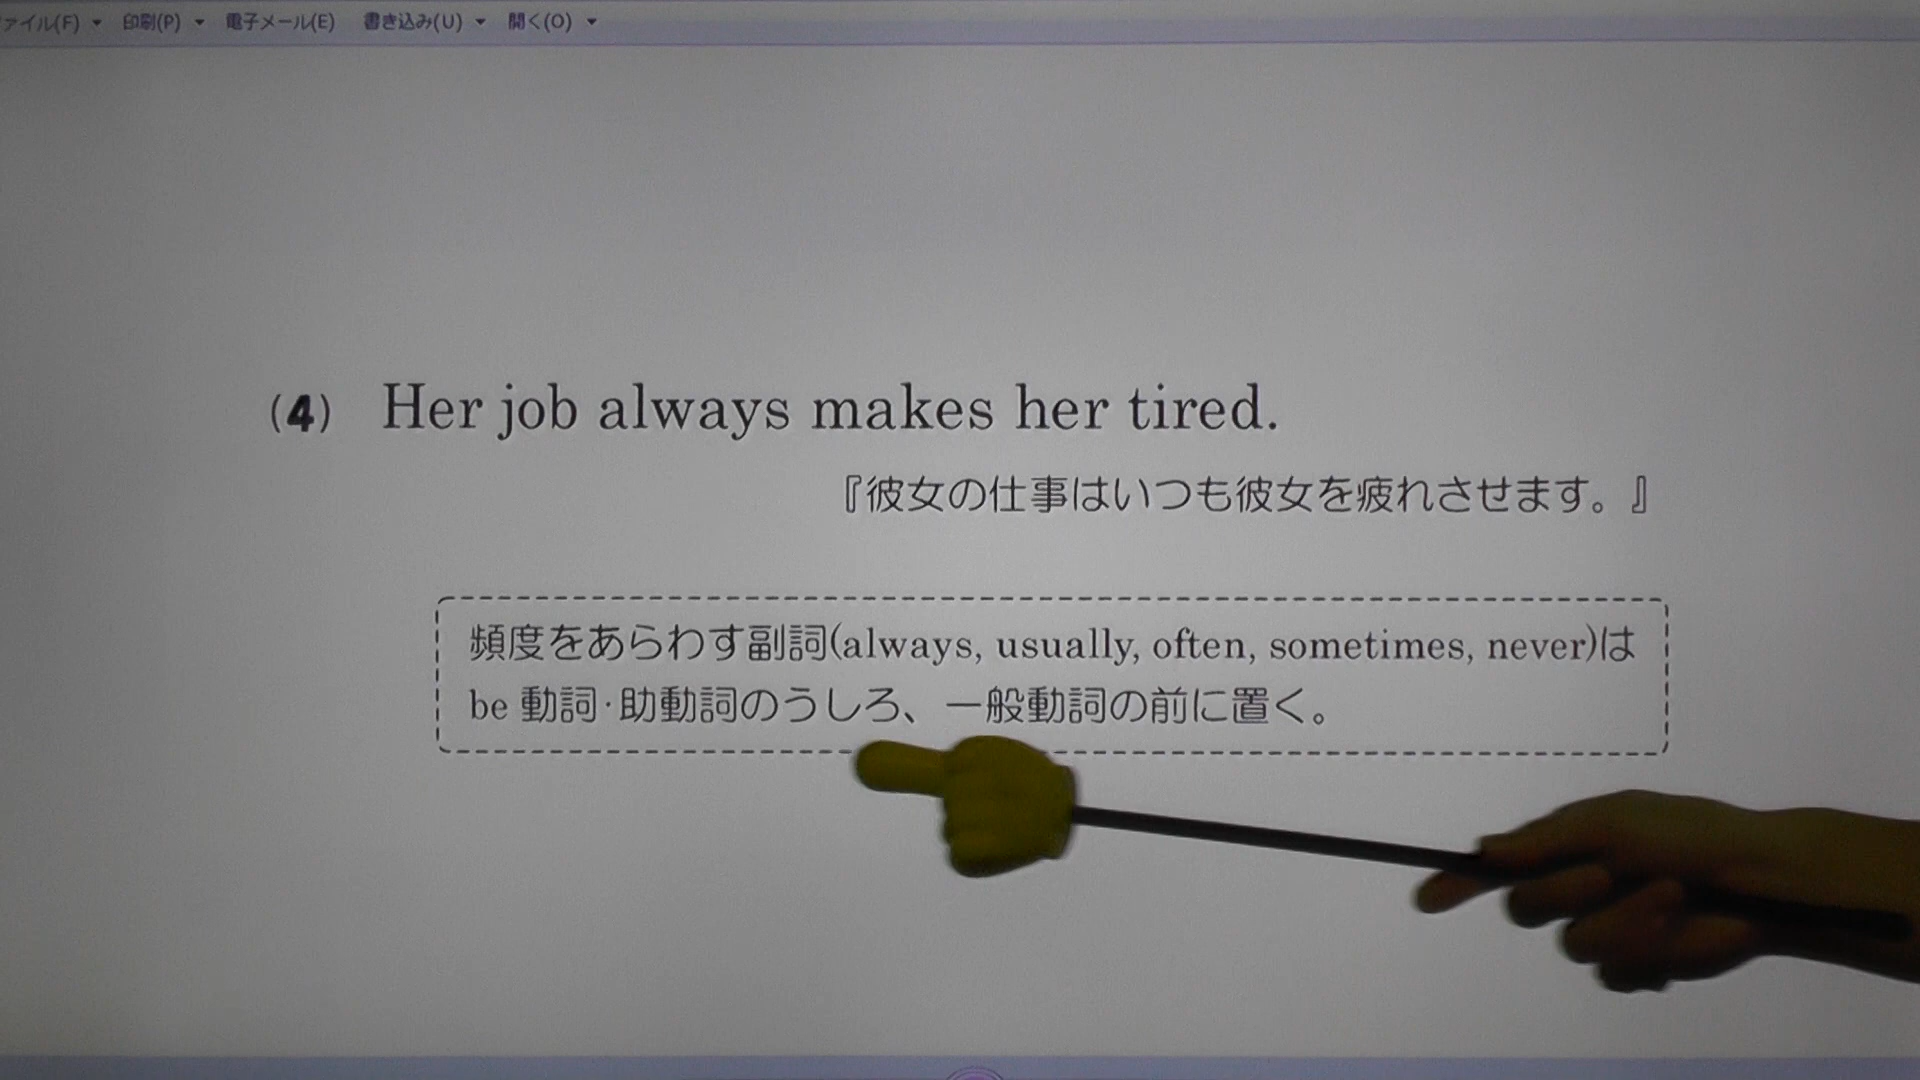 ァイル(F) 印刷(P) 電子メール(E) 書き込み(U) 開く(O)
(4) Her job always makes her tired.
『彼女の仕事はいつも彼女を疲れさせます。』
頻度をあらわす副詞(always, usually, often, sometimes, never)は
be 動詞·助動詞のうしろ、一般動詞の前に置く。